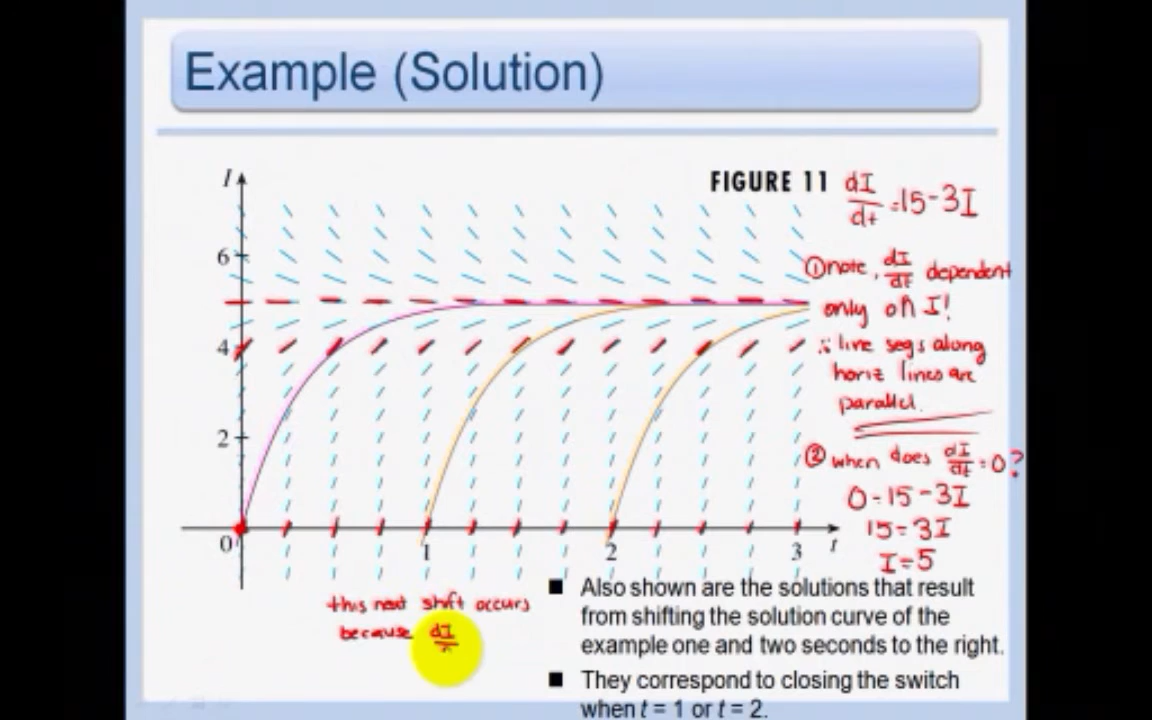 Example (Solution)
I
FIGURE 11
dI/dt = 15-3I
6
① note, dI/dt dependent
only on I!
4
∴ line segs along
horiz lines are
parallel.
2
② when does dI/dt = 0?
0 = 15 - 3I
15 = 3I
I = 5
0 1 2 3 t
this neat shift occurs
because dI
■ Also shown are the solutions that result
from shifting the solution curve of the
example one and two seconds to the right.
■ They correspond to closing the switch
when t = 1 or t = 2.